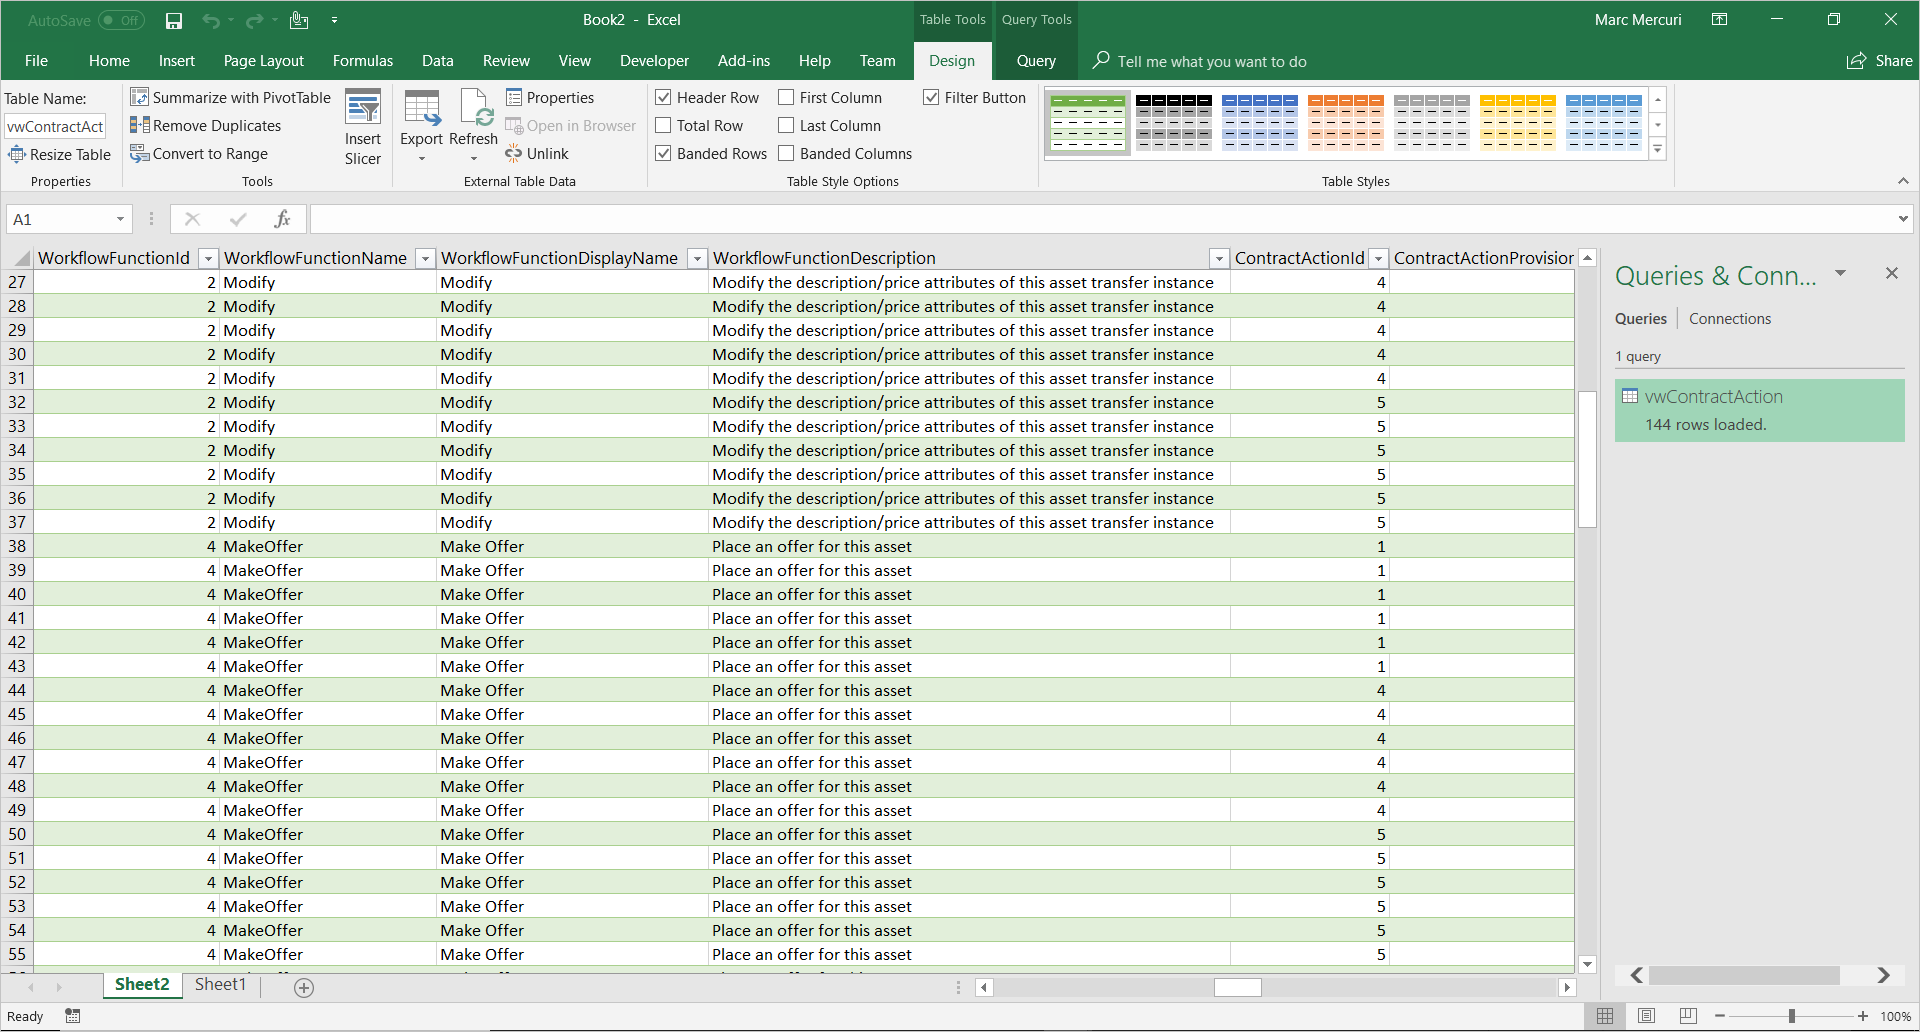 AutoSave Off Book2 - Excel Table Tools Query Tools Marc Mercuri
File Home Insert Page Layout Formulas Data Review View Developer Add-ins Help Team Design Query Tell me what you want to do Share
Table Name: Summarize with PivotTable Properties Header Row First Column Filter Button
vwContractAct Remove Duplicates Insert Slicer Export Refresh Open in Browser Total Row Last Column
Resize Table Convert to Range Unlink Banded Rows Banded Columns
Properties Tools External Table Data Table Style Options Table Styles
A1 fx
WorkflowFunctionId WorkflowFunctionName WorkflowFunctionDisplayName WorkflowFunctionDescription ContractActionId ContractActionProvision
27 2 Modify Modify Modify the description/price attributes of this asset transfer instance 4
28 2 Modify Modify Modify the description/price attributes of this asset transfer instance 4
29 2 Modify Modify Modify the description/price attributes of this asset transfer instance 4
30 2 Modify Modify Modify the description/price attributes of this asset transfer instance 4
31 2 Modify Modify Modify the description/price attributes of this asset transfer instance 4
32 2 Modify Modify Modify the description/price attributes of this asset transfer instance 5
33 2 Modify Modify Modify the description/price attributes of this asset transfer instance 5
34 2 Modify Modify Modify the description/price attributes of this asset transfer instance 5
35 2 Modify Modify Modify the description/price attributes of this asset transfer instance 5
36 2 Modify Modify Modify the description/price attributes of this asset transfer instance 5
37 2 Modify Modify Modify the description/price attributes of this asset transfer instance 5
38 4 MakeOffer Make Offer Place an offer for this asset 1
39 4 MakeOffer Make Offer Place an offer for this asset 1
40 4 MakeOffer Make Offer Place an offer for this asset 1
41 4 MakeOffer Make Offer Place an offer for this asset 1
42 4 MakeOffer Make Offer Place an offer for this asset 1
43 4 MakeOffer Make Offer Place an offer for this asset 1
44 4 MakeOffer Make Offer Place an offer for this asset 4
45 4 MakeOffer Make Offer Place an offer for this asset 4
46 4 MakeOffer Make Offer Place an offer for this asset 4
47 4 MakeOffer Make Offer Place an offer for this asset 4
48 4 MakeOffer Make Offer Place an offer for this asset 4
49 4 MakeOffer Make Offer Place an offer for this asset 4
50 4 MakeOffer Make Offer Place an offer for this asset 5
51 4 MakeOffer Make Offer Place an offer for this asset 5
52 4 MakeOffer Make Offer Place an offer for this asset 5
53 4 MakeOffer Make Offer Place an offer for this asset 5
54 4 MakeOffer Make Offer Place an offer for this asset 5
55 4 MakeOffer Make Offer Place an offer for this asset 5
Queries & Conn...
Queries Connections
1 query
vwContractAction
144 rows loaded.
Sheet2 Sheet1
Ready 100%